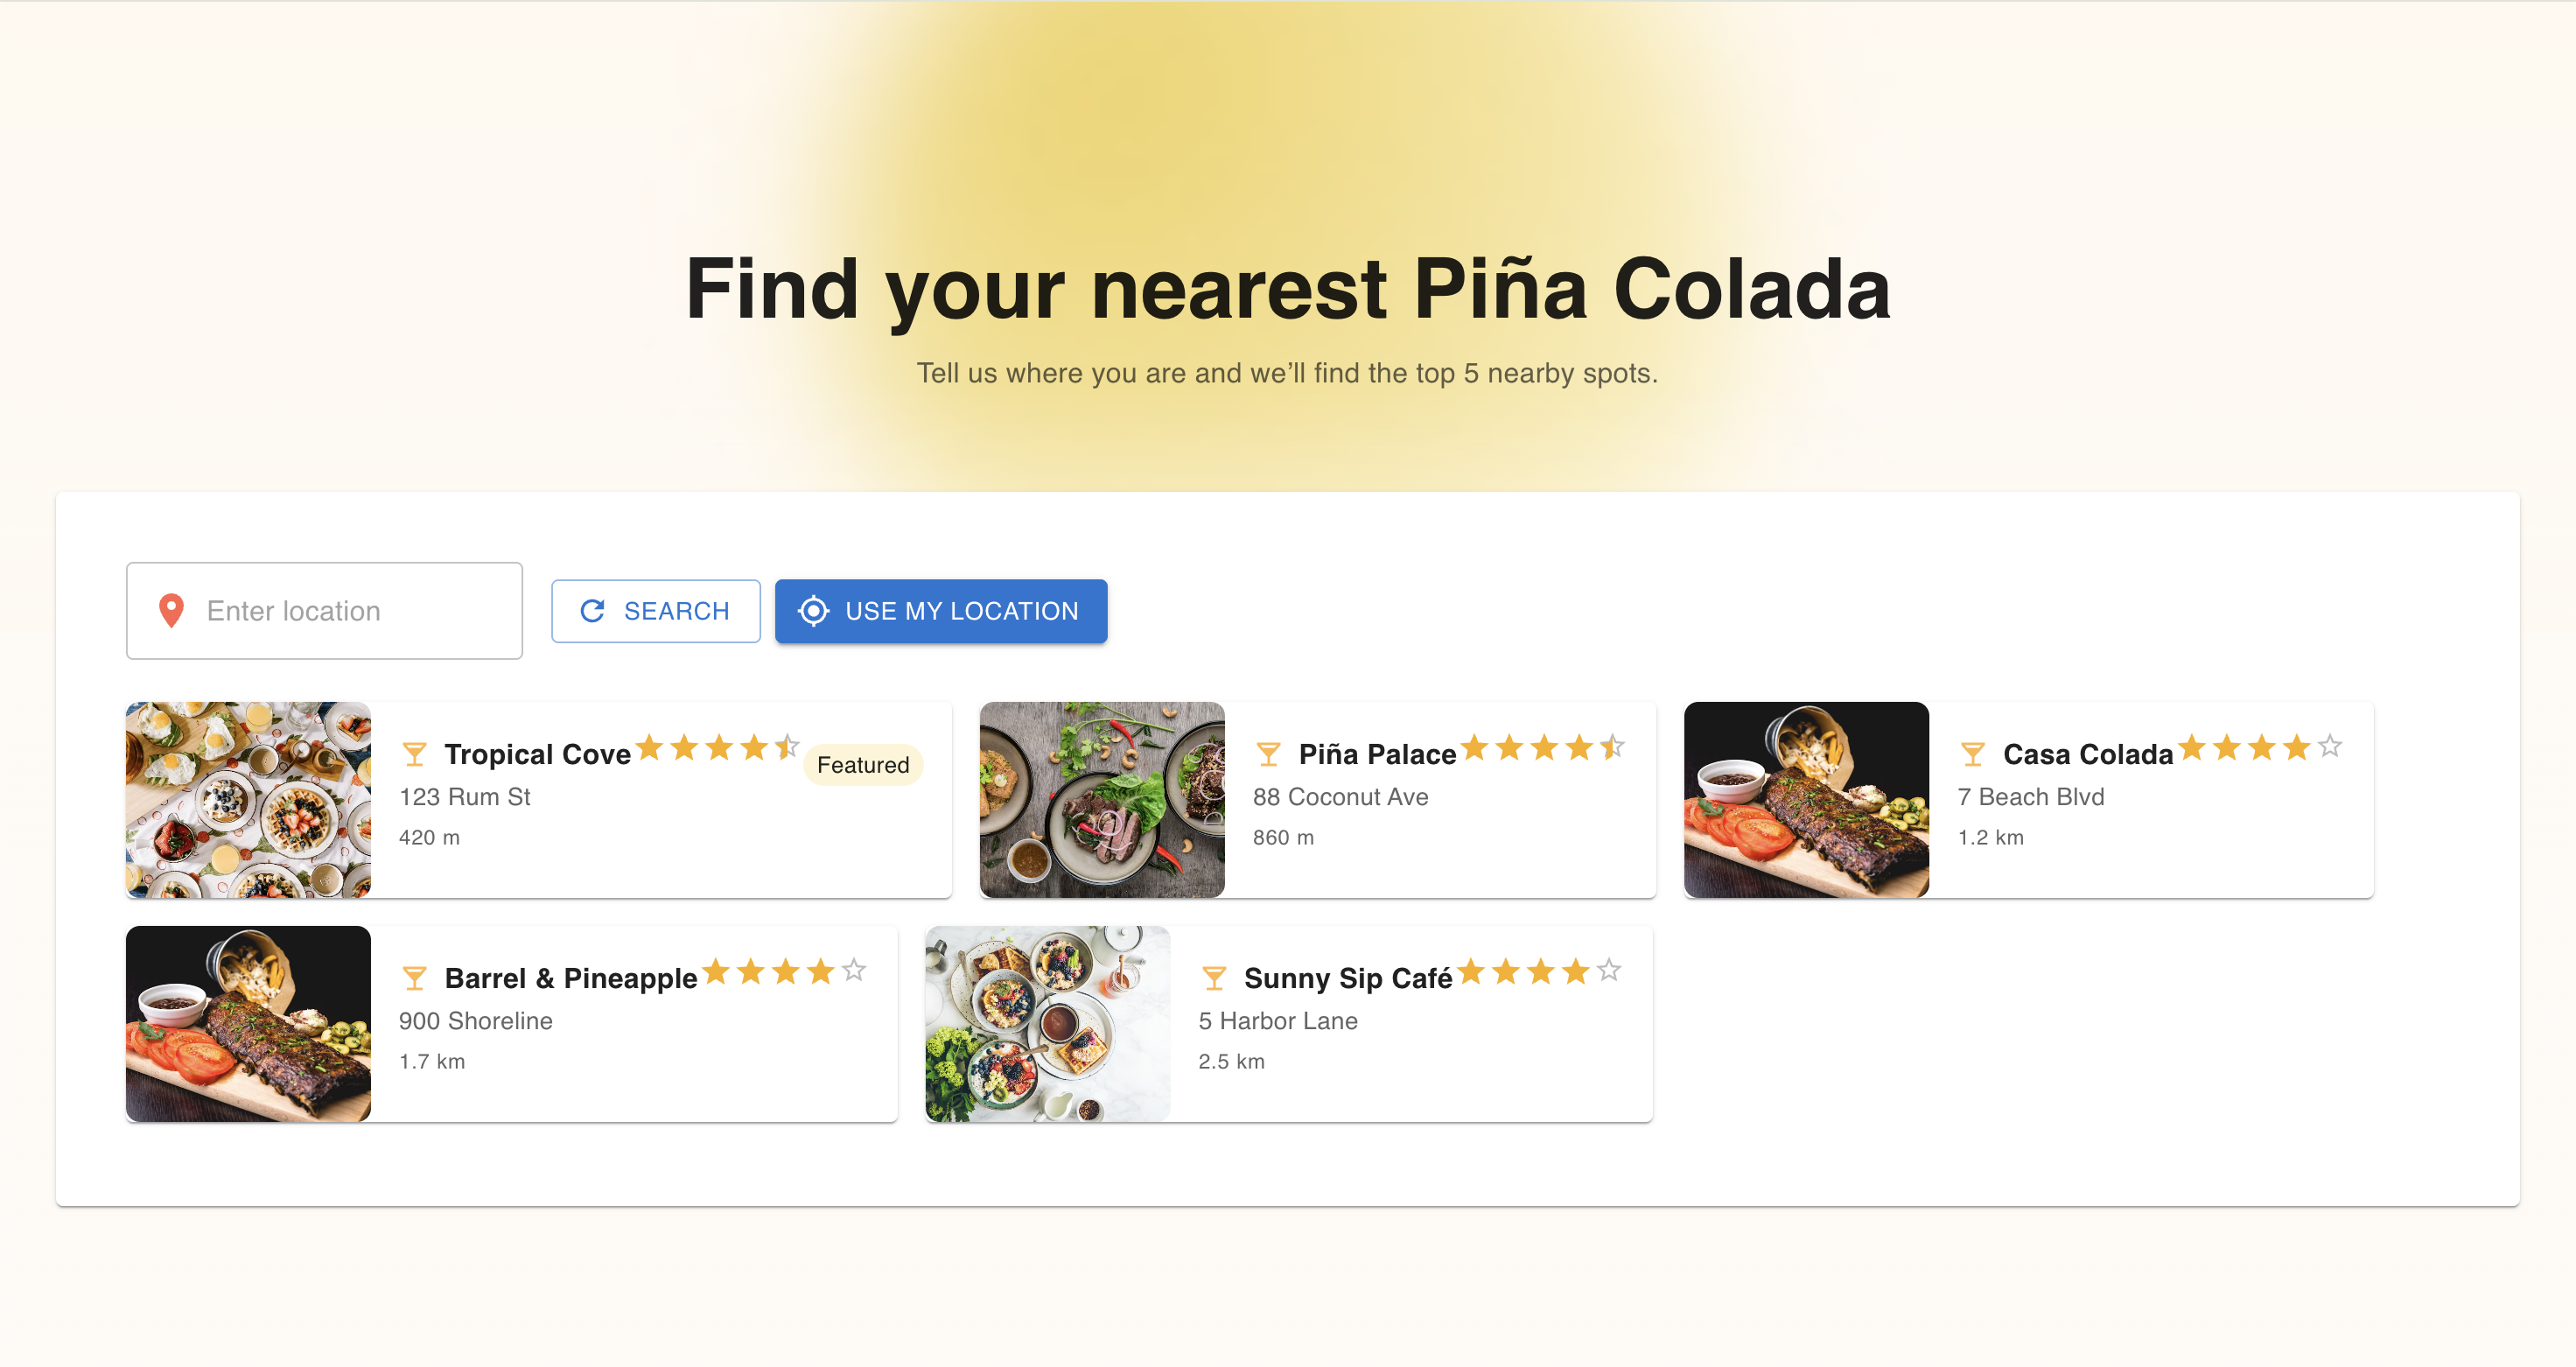 Find your nearest Piña Colada
Tell us where you are and we’ll find the top 5 nearby spots.
Enter location
SEARCH
USE MY LOCATION
Tropical Cove
Featured
123 Rum St
420 m
Piña Palace
88 Coconut Ave
860 m
Casa Colada
7 Beach Blvd
1.2 km
Barrel & Pineapple
900 Shoreline
1.7 km
Sunny Sip Café
5 Harbor Lane
2.5 km